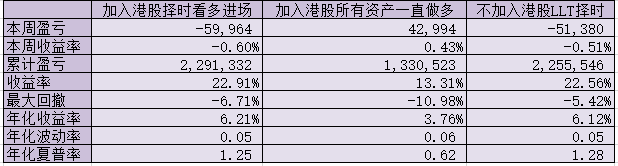 加入港股择时看多进场 加入港股所有资产一直做多 不加入港股LLT择时
本周盈亏 -59,964 42,994 -51,380
本周收益率 -0.60% 0.43% -0.51%
累计盈亏 2,291,332 1,330,523 2,255,546
收益率 22.91% 13.31% 22.56%
最大回撤 -6.71% -10.98% -5.42%
年化收益率 6.21% 3.76% 6.12%
年化波动率 0.05 0.06 0.05
年化夏普率 1.25 0.62 1.28